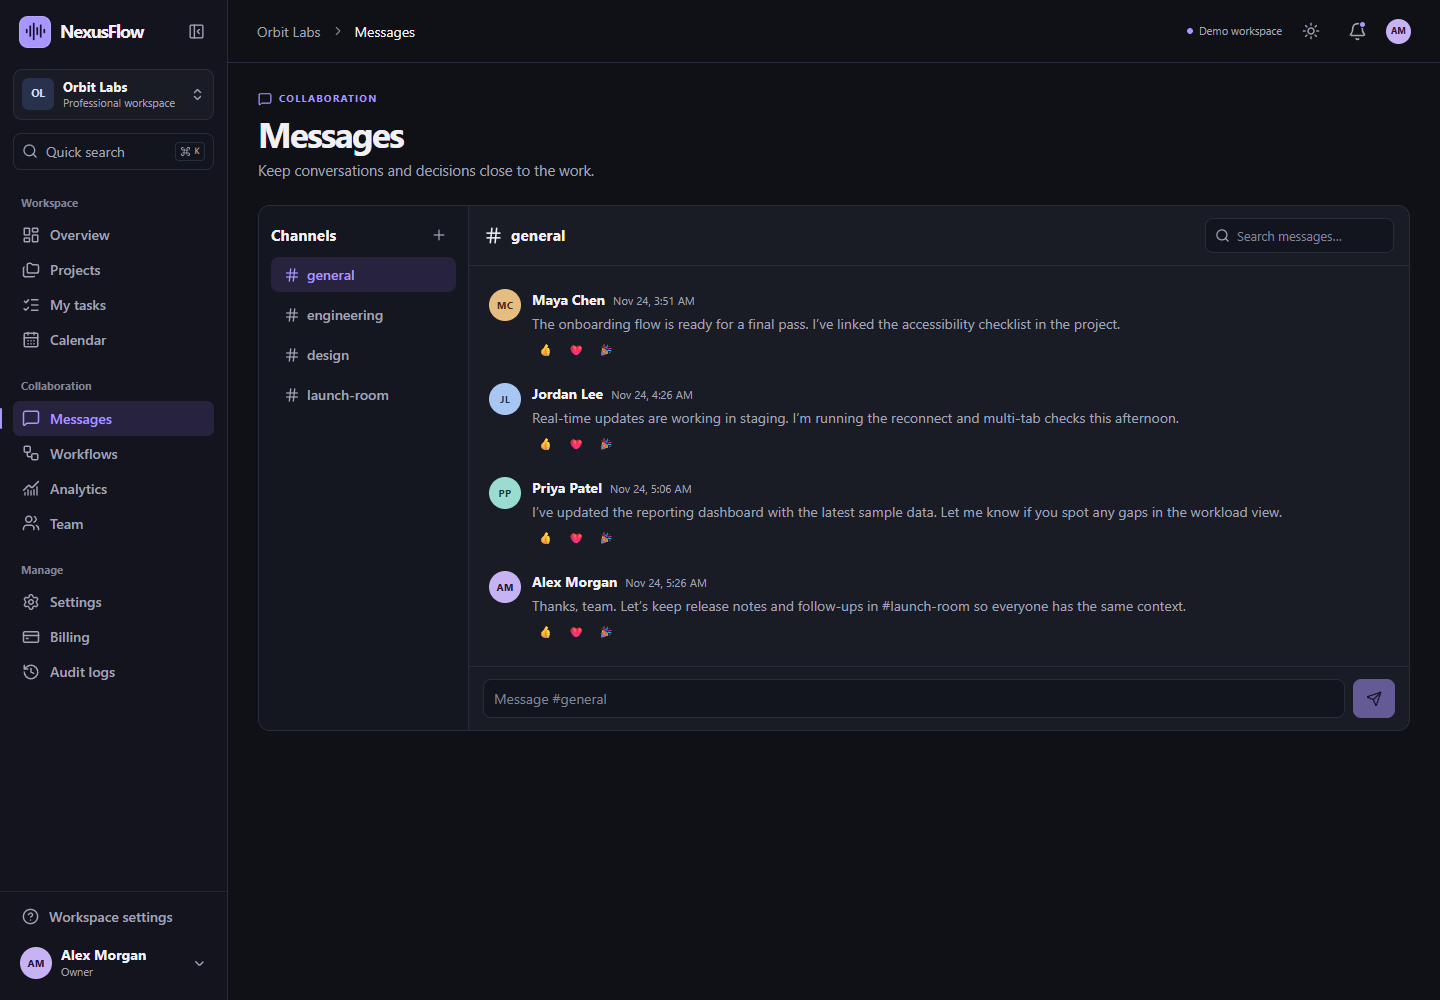 NexusFlow
OL
Orbit Labs
Professional workspace
Quick search
⌘ K
Workspace
Overview
Projects
My tasks
Calendar
Collaboration
Messages
Workflows
Analytics
Team
Manage
Settings
Billing
Audit logs
Workspace settings
AM
Alex Morgan
Owner
Orbit Labs > Messages
Demo workspace
AM
COLLABORATION
Messages
Keep conversations and decisions close to the work.
Channels
# general
# engineering
# design
# launch-room
# general
Search messages...
MC
Maya Chen Nov 24, 3:51 AM
The onboarding flow is ready for a final pass. I’ve linked the accessibility checklist in the project.
👍 ❤️ 🎉
JL
Jordan Lee Nov 24, 4:26 AM
Real-time updates are working in staging. I’m running the reconnect and multi-tab checks this afternoon.
👍 ❤️ 🎉
PP
Priya Patel Nov 24, 5:06 AM
I’ve updated the reporting dashboard with the latest sample data. Let me know if you spot any gaps in the workload view.
👍 ❤️ 🎉
AM
Alex Morgan Nov 24, 5:26 AM
Thanks, team. Let’s keep release notes and follow-ups in #launch-room so everyone has the same context.
👍 ❤️ 🎉
Message #general